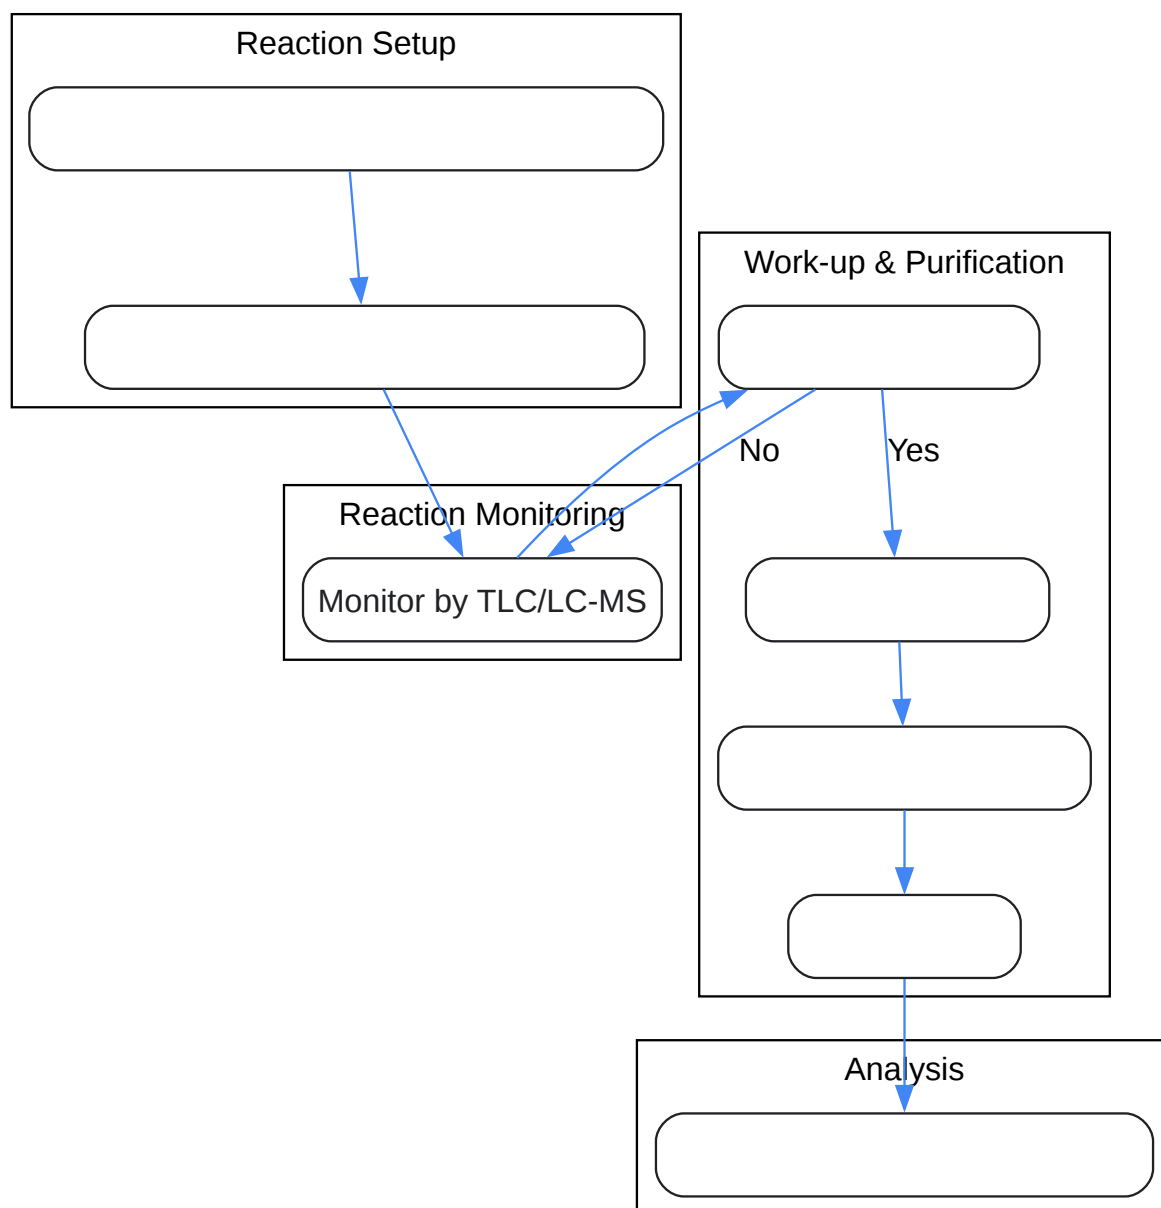 Reaction Setup
Work-up & Purification
No
Yes
Reaction Monitoring
Monitor by TLC/LC-MS
Analysis